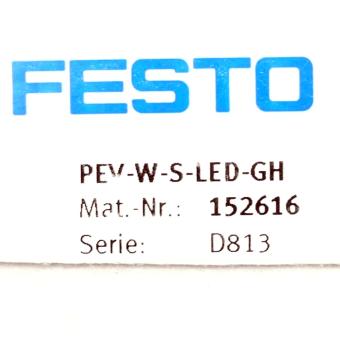 FESTO
PEV-W-S-LED-GH
Mat.-Nr.: 152616
Serie: D813